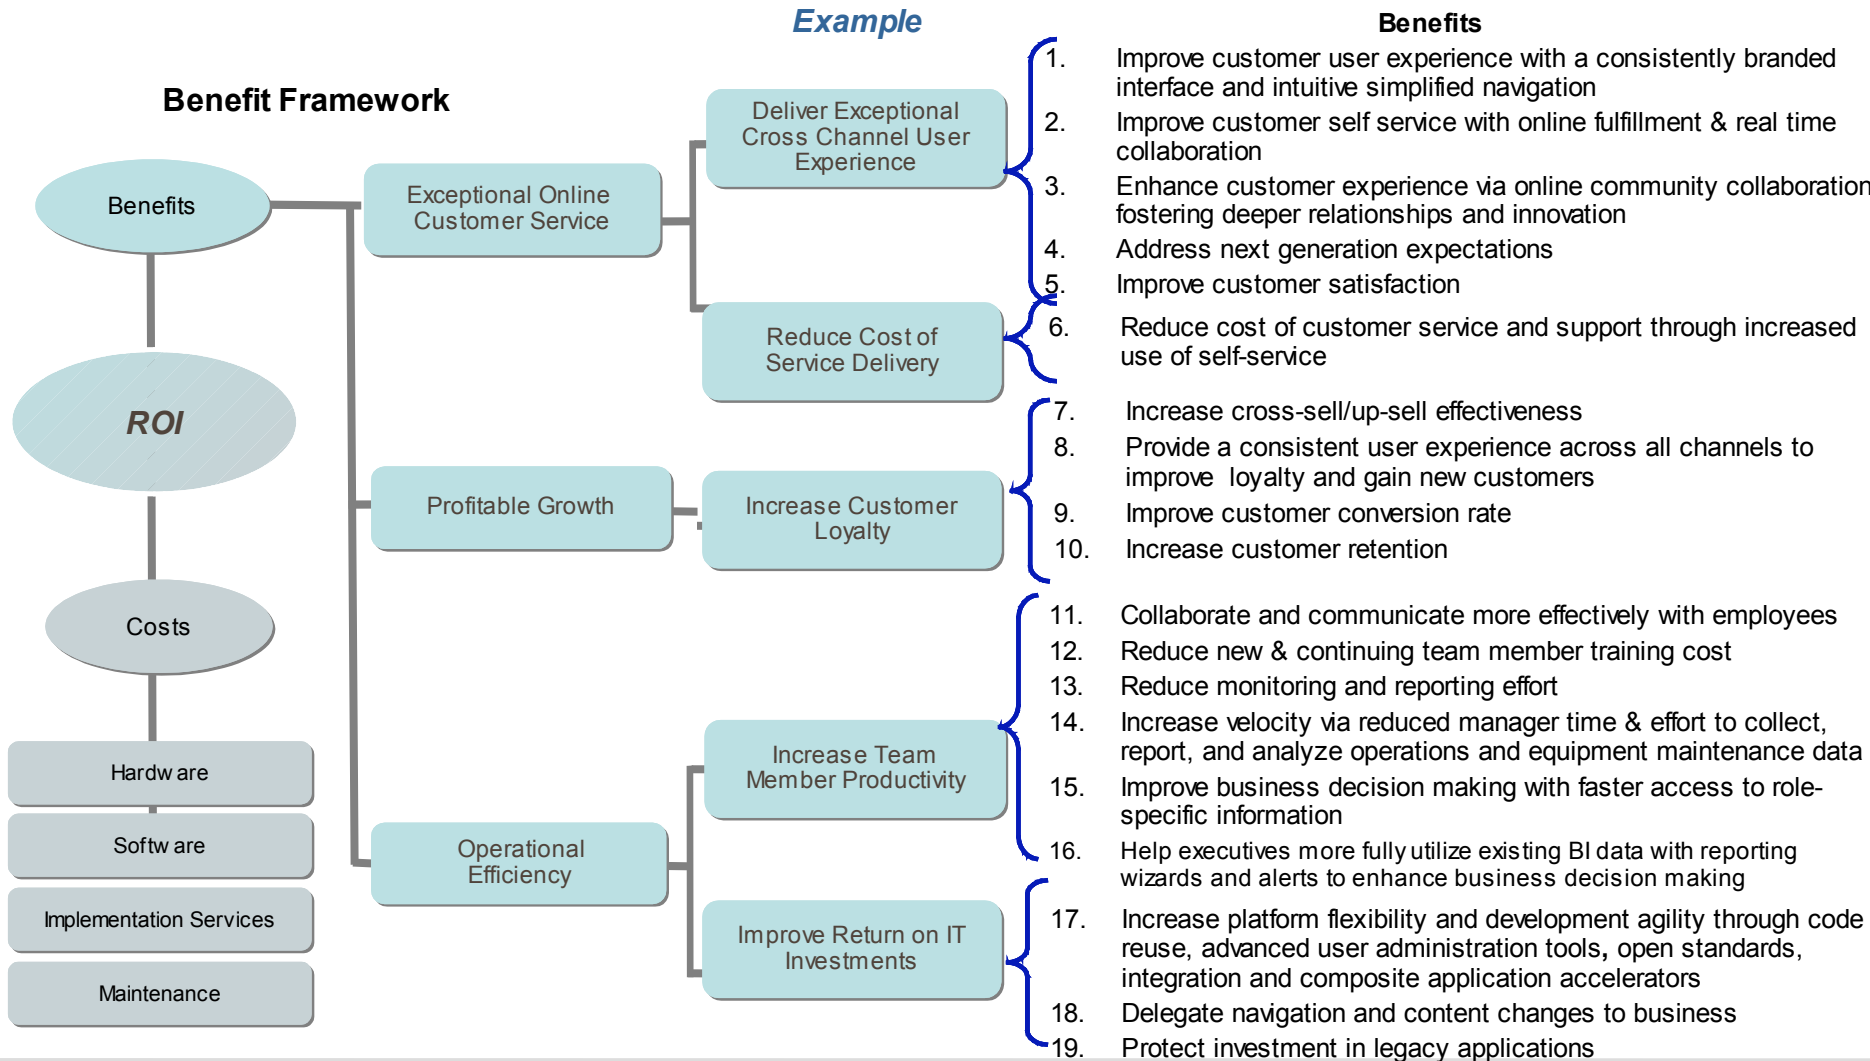 Example
Benefits
Benefit Framework
Benefits
ROI
Costs
Hardware
Software
Implementation Services
Maintenance
Exceptional Online
Customer Service
Profitable Growth
Operational
Efficiency
Deliver Exceptional
Cross Channel User
Experience
Reduce Cost of
Service Delivery
Increase Customer
Loyalty
Increase Team
Member Productivity
Improve Return on IT
Investments
1. Improve customer user experience with a consistently branded
interface and intuitive simplified navigation
2. Improve customer self service with online fulfillment & real time
collaboration
3. Enhance customer experience via online community collaboration
fostering deeper relationships and innovation
4. Address next generation expectations
5. Improve customer satisfaction
6. Reduce cost of customer service and support through increased
use of self-service
7. Increase cross-sell/up-sell effectiveness
8. Provide a consistent user experience across all channels to
improve loyalty and gain new customers
9. Improve customer conversion rate
10. Increase customer retention
11. Collaborate and communicate more effectively with employees
12. Reduce new & continuing team member training cost
13. Reduce monitoring and reporting effort
14. Increase velocity via reduced manager time & effort to collect,
report, and analyze operations and equipment maintenance data
15. Improve business decision making with faster access to role-
specific information
16. Help executives more fully utilize existing BI data with reporting
wizards and alerts to enhance business decision making
17. Increase platform flexibility and development agility through code
reuse, advanced user administration tools, open standards,
integration and composite application accelerators
18. Delegate navigation and content changes to business
19. Protect investment in legacy applications